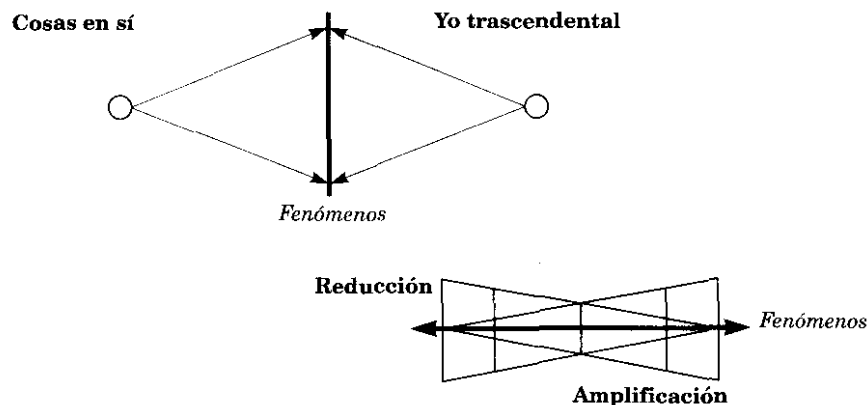 Cosas en sí
Yo trascendental
Fenómenos
Reducción
Fenómenos
Amplificación